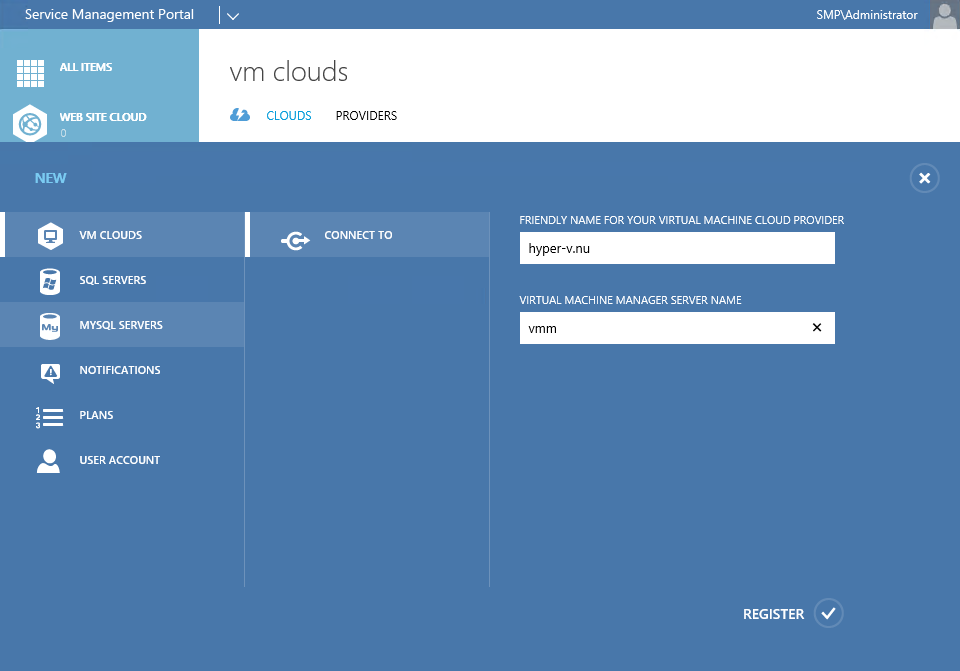 Service Management Portal
SMP\Administrator
ALL ITEMS
WEB SITE CLOUD
0
vm clouds
CLOUDS
PROVIDERS
NEW
VM CLOUDS
SQL SERVERS
My
MYSQL SERVERS
NOTIFICATIONS
1
2
3
PLANS
USER ACCOUNT
CONNECT TO
FRIENDLY NAME FOR YOUR VIRTUAL MACHINE CLOUD PROVIDER
hyper-v.nu
VIRTUAL MACHINE MANAGER SERVER NAME
vmm
REGISTER